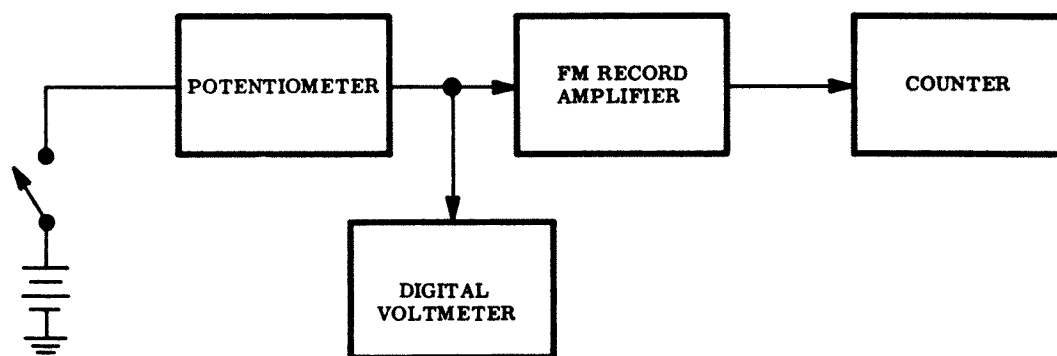 POTENTIOMETER
FM RECORD
AMPLIFIER
COUNTER
DIGITAL
VOLTMETER